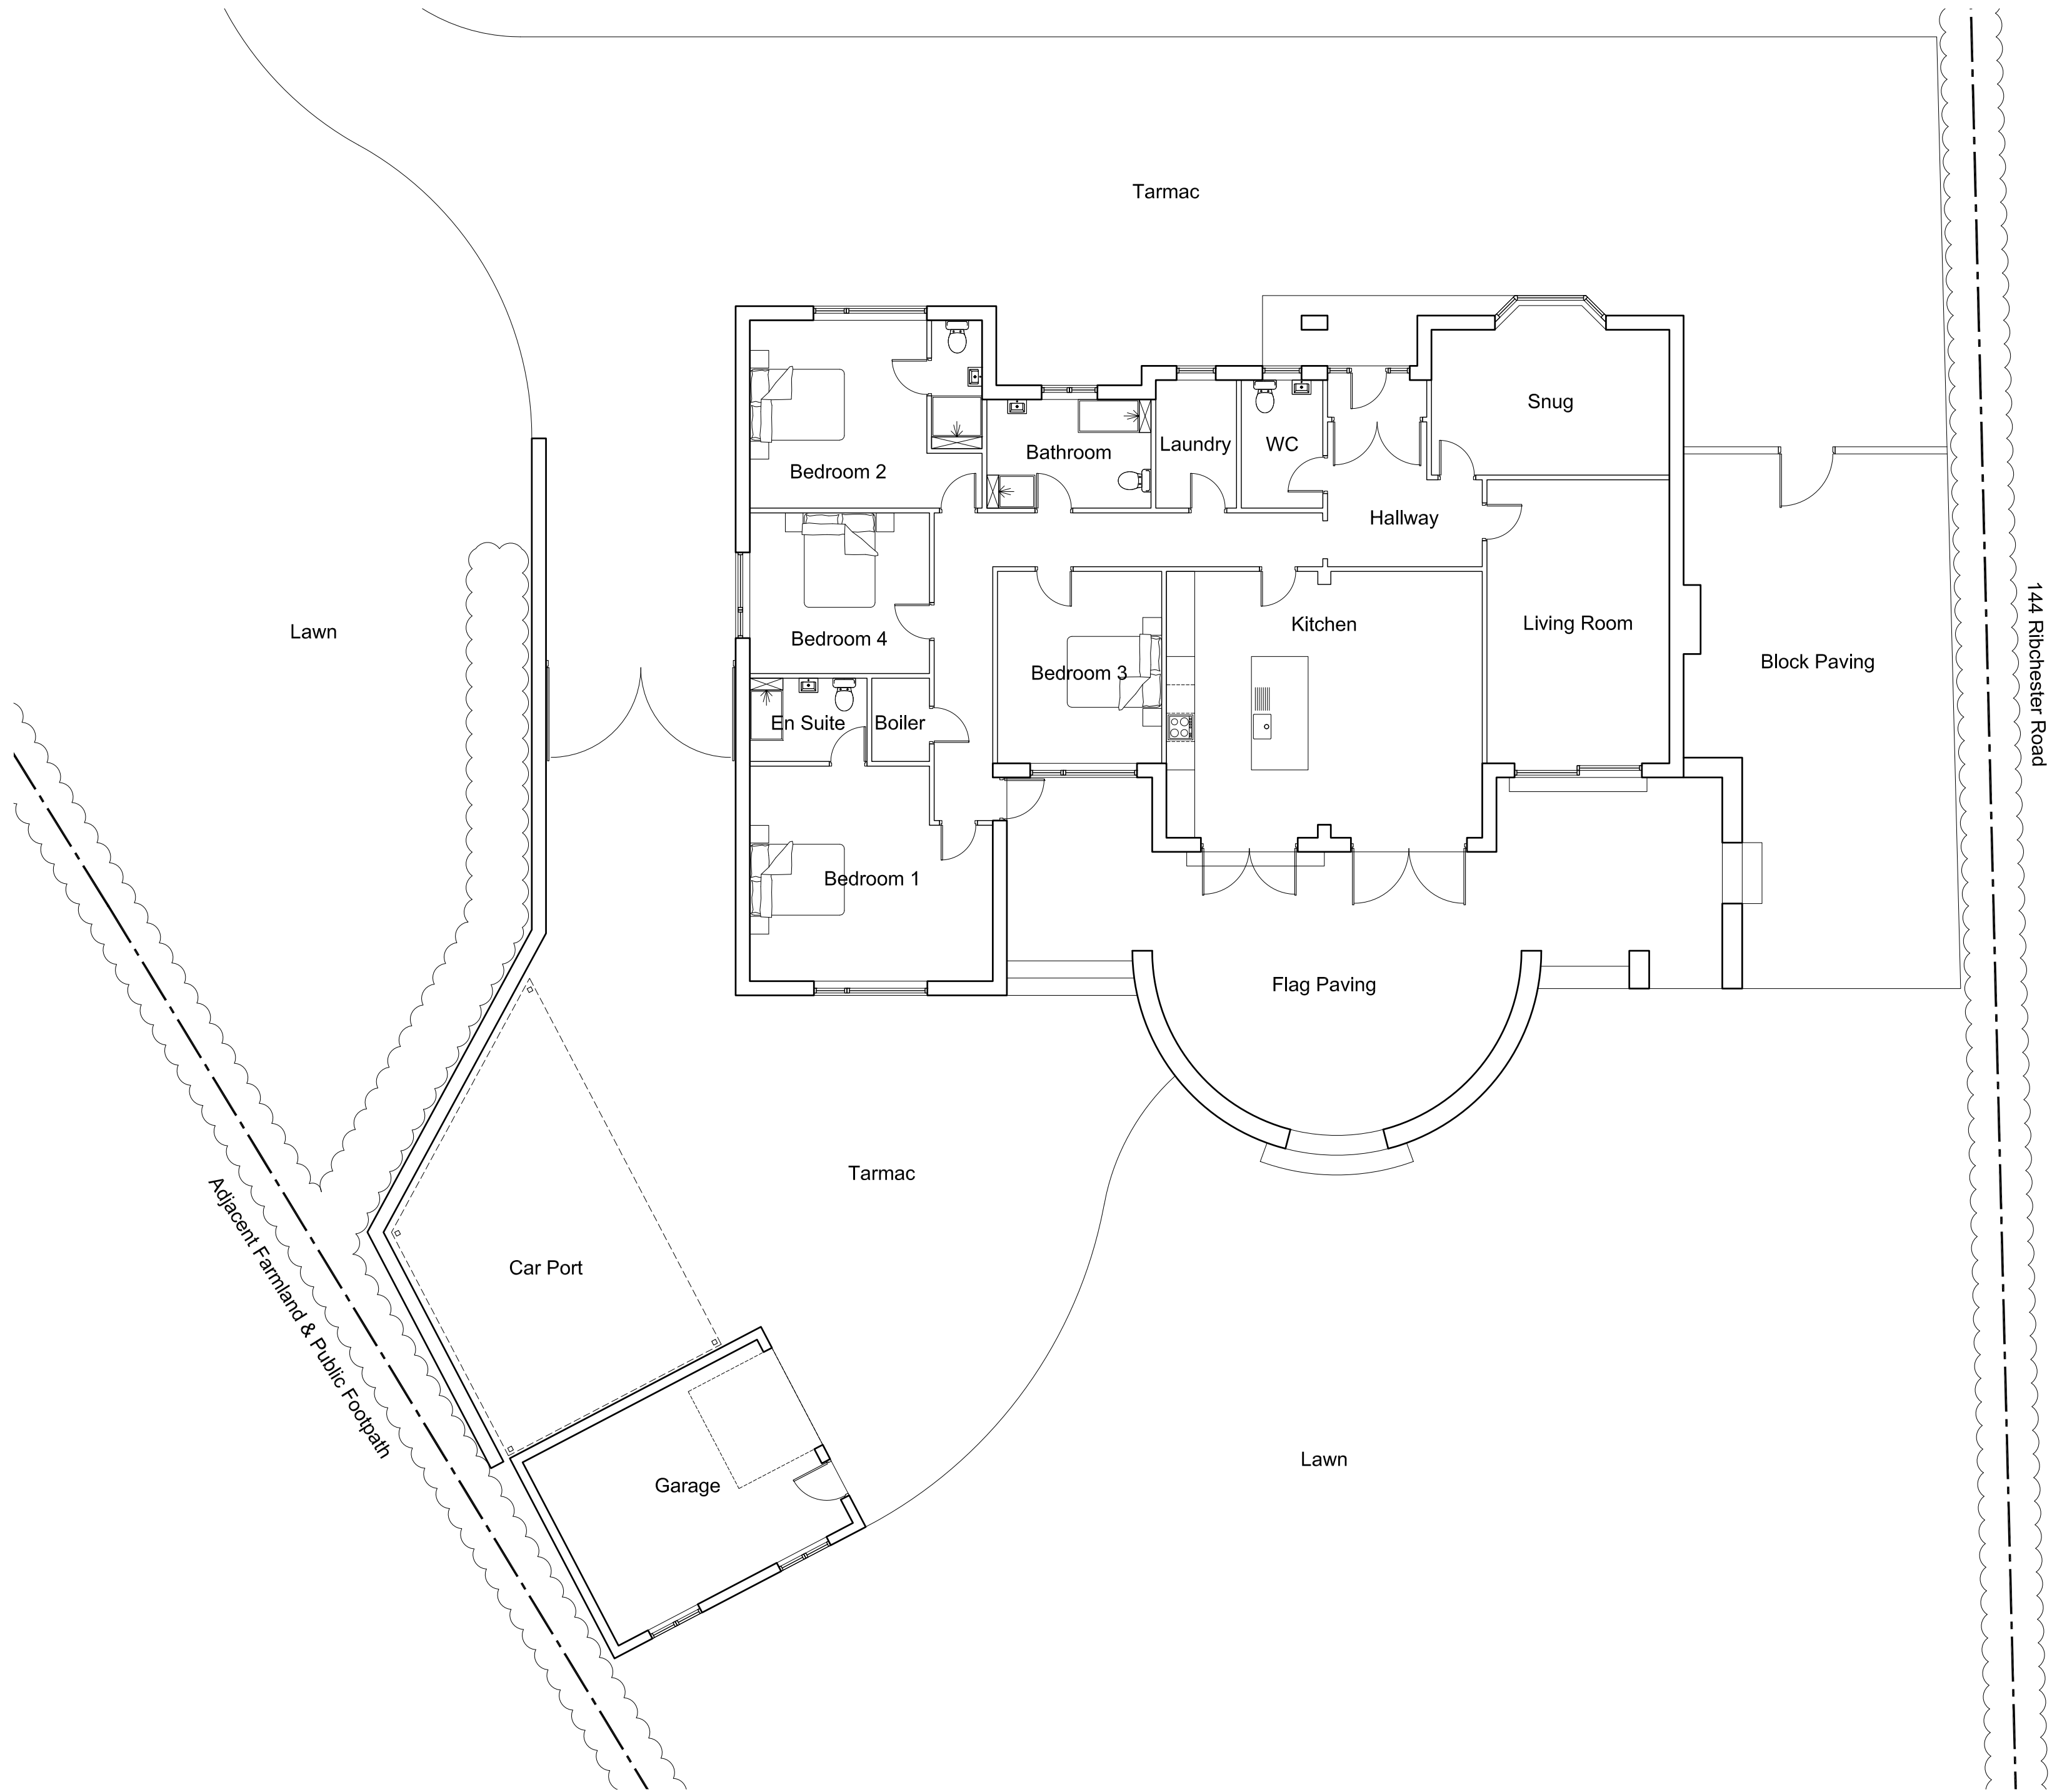 Tarmac
Snug
Bathroom
Laundry
WC
Bedroom 2
Hallway
Living Room
Kitchen
Lawn
Bedroom 4
Block Paving
Bedroom 3
144 Ribchester Road
En Suite
Boiler
Bedroom 1
Flag Paving
Tarmac
Car Port
Adjacent Farmland & Public Footpath
Lawn
Garage